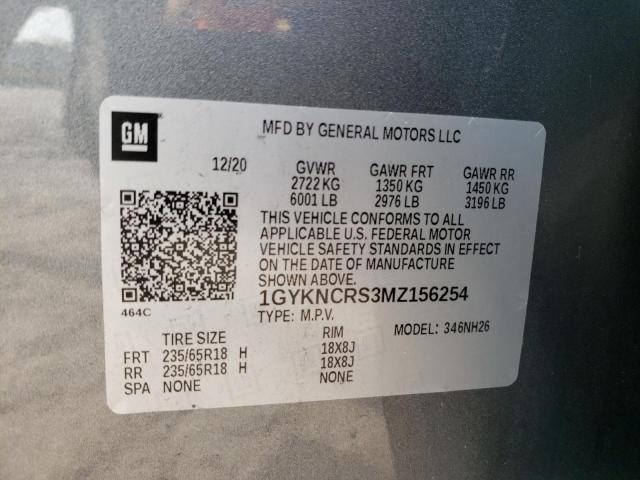 GM
MFD BY GENERAL MOTORS LLC
12/20 GVWR GAWR FRT GAWR RR
2722 KG 1350 KG 1450 KG
6001 LB 2976 LB 3196 LB
THIS VEHICLE CONFORMS TO ALL
APPLICABLE U.S. FEDERAL MOTOR
VEHICLE SAFETY STANDARDS IN EFFECT
ON THE DATE OF MANUFACTURE
SHOWN ABOVE.
1GYKNCRS3MZ156254
464C
TYPE: M.P.V. MODEL: 346NH26
TIRE SIZE RIM
FRT 235/65R18 H 18X8J
RR 235/65R18 H 18X8J
SPA NONE NONE